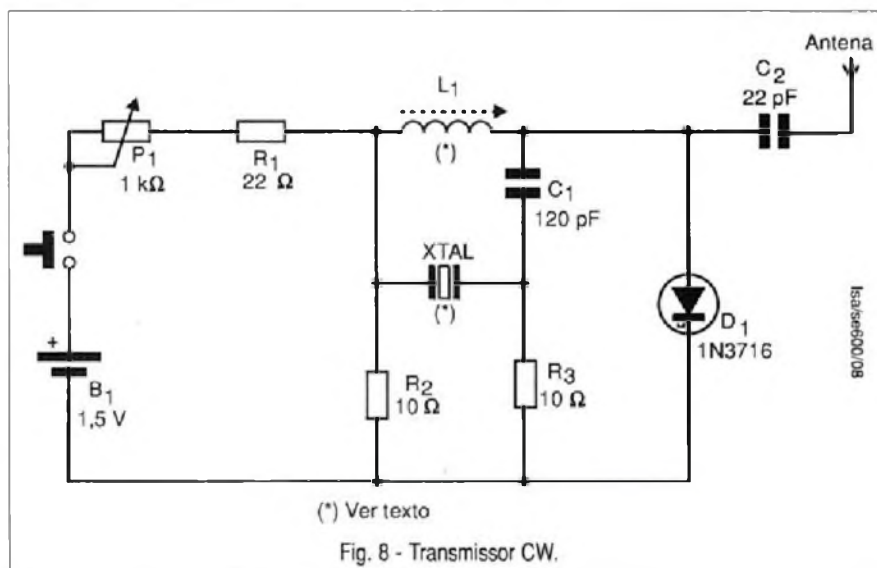 Antena
C2
22 pF
L1
(*)
P1
1 kΩ
R1
22 Ω
C1
120 pF
XTAL
(*)
D1
1N3716
lsa/se600/08
+
B1
1,5 V
R2
10 Ω
R3
10 Ω
(*) Ver texto
Fig. 8 - Transmissor CW.